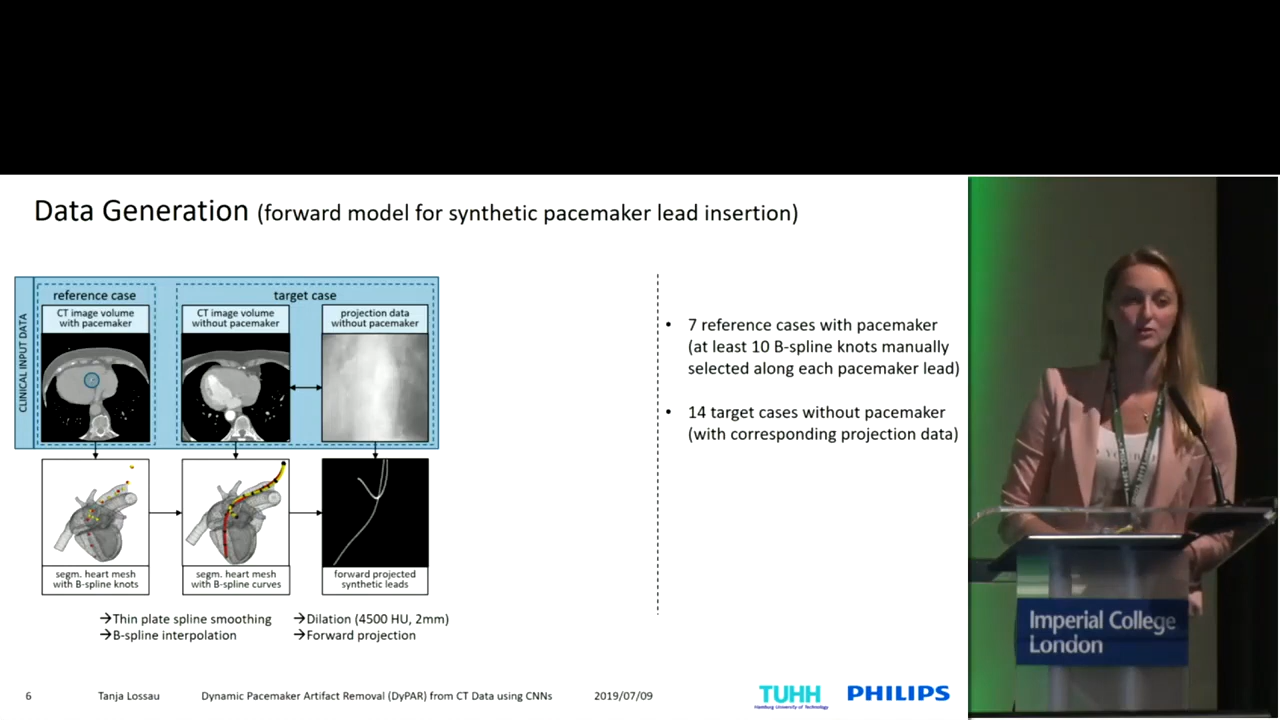 Data Generation (forward model for synthetic pacemaker lead insertion)
CLINICAL INPUT DATA
reference case
target case
CT image volume
with pacemaker
CT image volume
without pacemaker
projection data
without pacemaker
segm. heart mesh
with B-spline knots
segm. heart mesh
with B-spline curves
forward projected
synthetic leads
→Thin plate spline smoothing
→B-spline interpolation
→Dilation (4500 HU, 2mm)
→Forward projection
• 7 reference cases with pacemaker
(at least 10 B-spline knots manually
selected along each pacemaker lead)
• 14 target cases without pacemaker
(with corresponding projection data)
6 Tanja Lossau Dynamic Pacemaker Artifact Removal (DyPAR) from CT Data using CNNs 2019/07/09
TUHH
Hamburg University of Technology
PHILIPS
Imperial College
London